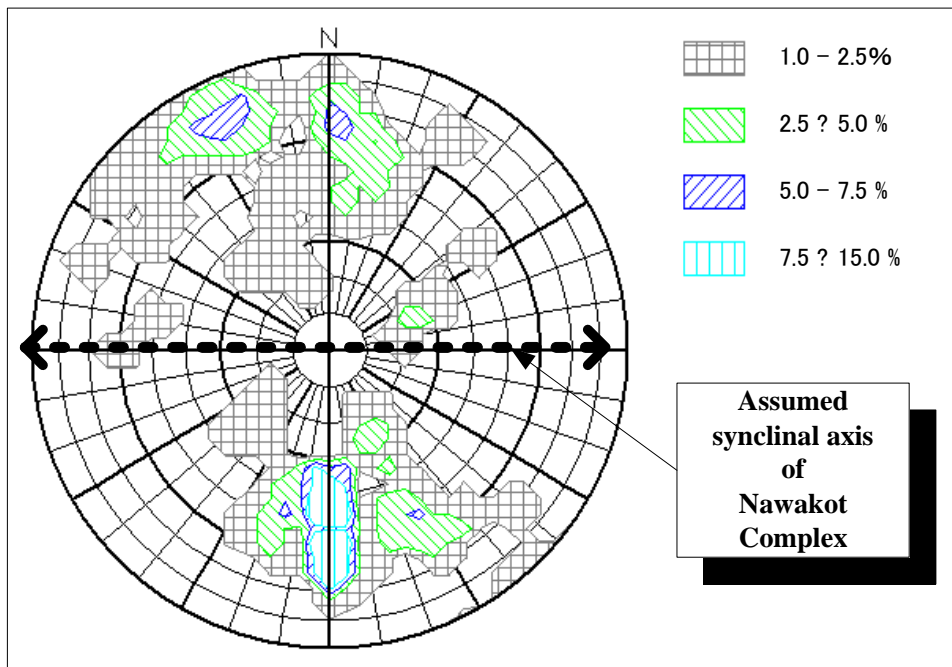 N
1.0 − 2.5%
2.5 ? 5.0 %
5.0 − 7.5 %
7.5 ? 15.0 %
Assumed
synclinal axis
of
Nawakot
Complex